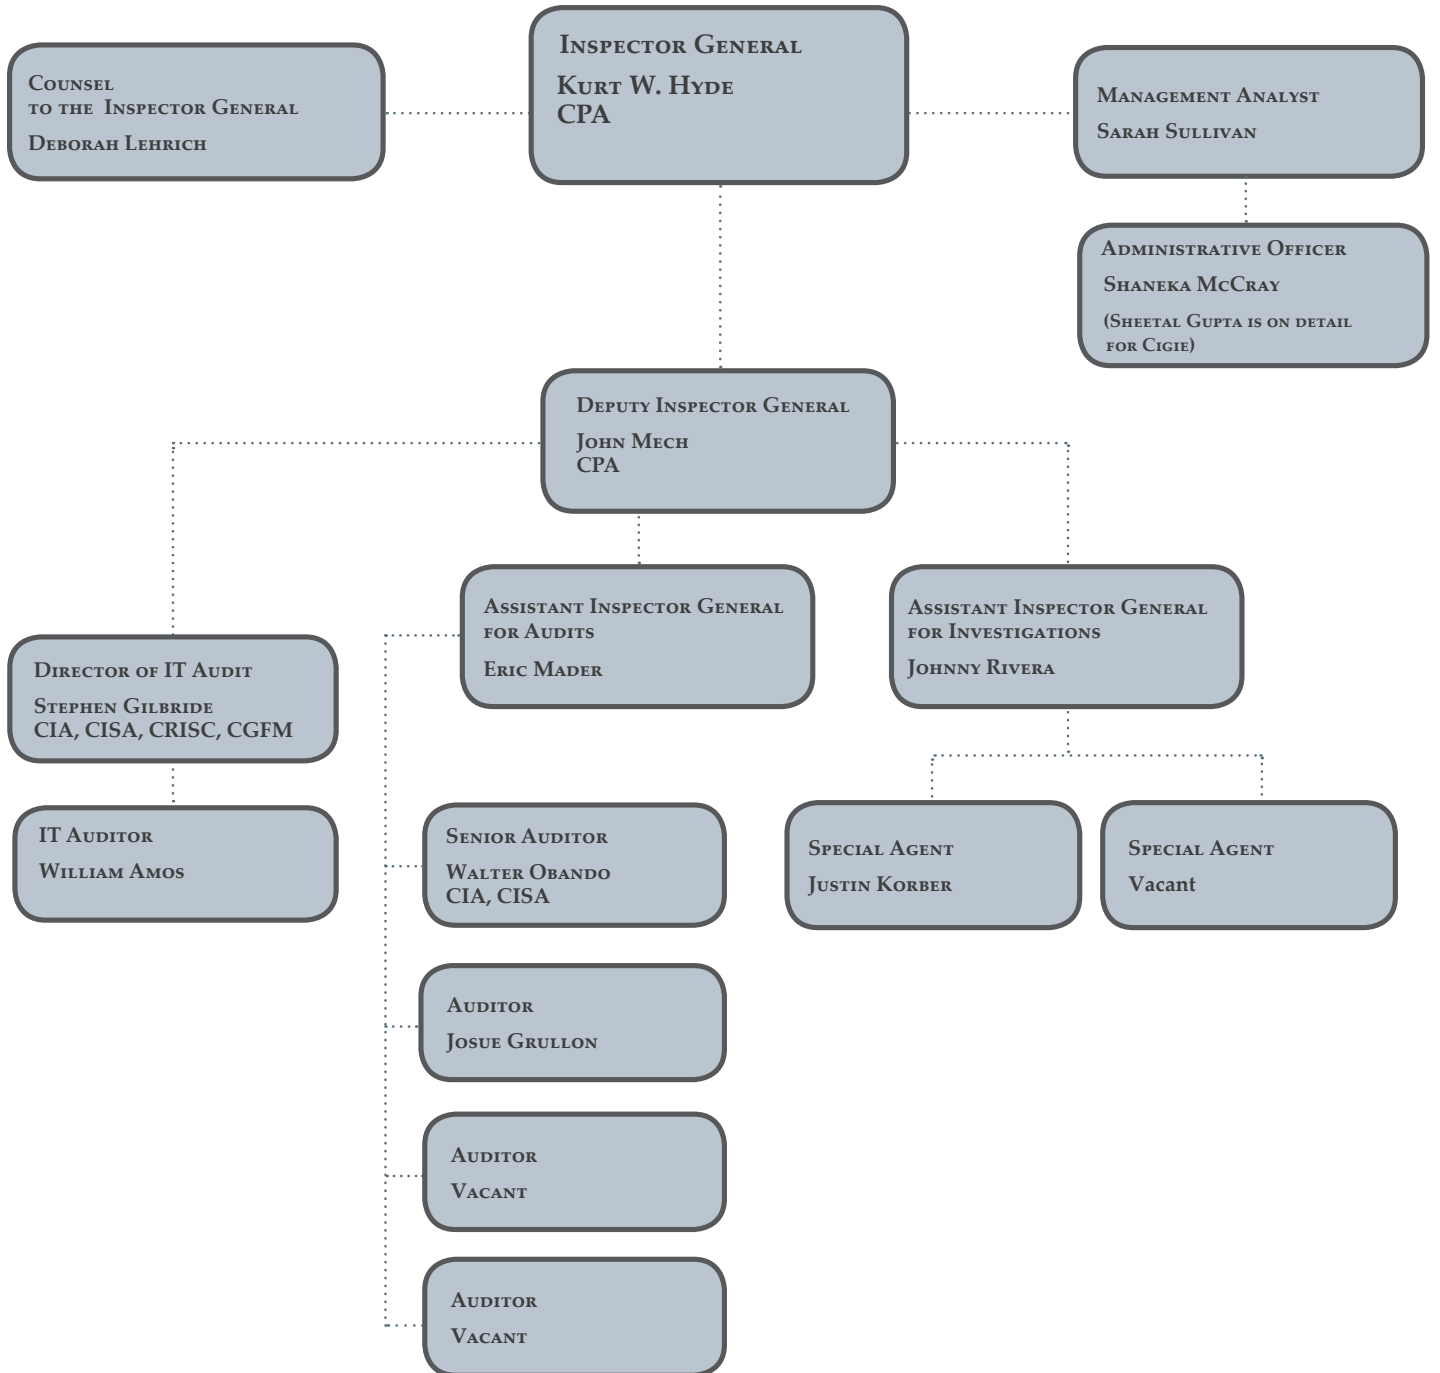 Inspector General
Kurt W. Hyde
CPA
Counsel
to the Inspector General
Deborah Lehrich
Management Analyst
Sarah Sullivan
Administrative Officer
Shaneka McCray
(Sheetal Gupta is on detail
for Cigie)
Deputy Inspector General
John Mech
CPA
Assistant Inspector General
for Audits
Eric Mader
Assistant Inspector General
for Investigations
Johnny Rivera
Director of IT Audit
Stephen Gilbride
CIA, CISA, CRISC, CGFM
IT Auditor
William Amos
Senior Auditor
Walter Obando
CIA, CISA
Special Agent
Justin Korber
Special Agent
Vacant
Auditor
Josue Grullon
Auditor
Vacant
Auditor
Vacant